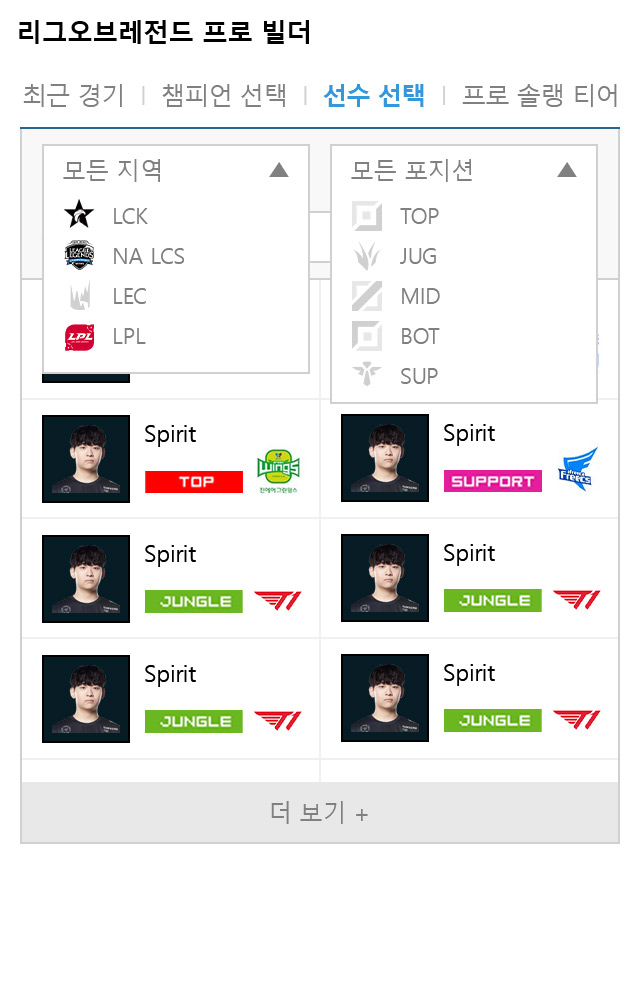 리그오브레전드 프로 빌더
최근 경기 | 챔피언 선택 | 선수 선택 | 프로 솔랭 티어
모든 지역 ▲
LCK
NA LCS
LEC
LPL
모든 포지션 ▲
TOP
JUG
MID
BOT
SUP
Spirit
TOP
WINGS
진에어그린윙스
Spirit
SUPPORT
Freecs
Spirit
JUNGLE
T1
Spirit
JUNGLE
T1
Spirit
JUNGLE
T1
Spirit
JUNGLE
T1
더 보기 +